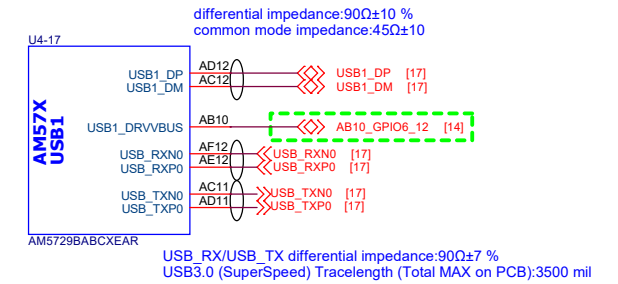 differential impedance:90Ω±10 %
common mode impedance:45Ω±10
U4-17
AM57X
USB1
USB1_DP AD12 USB1_DP [17]
USB1_DM AC12 USB1_DM [17]
USB1_DRVVBUS AB10 AB10_GPIO6_12 [14]
USB_RXN0 AF12 USB_RXN0 [17]
USB_RXP0 AE12 USB_RXP0 [17]
USB_TXN0 AC11 USB_TXN0 [17]
USB_TXP0 AD11 USB_TXP0 [17]
AM5729BABCXEAR
USB_RX/USB_TX differential impedance:90Ω±7 %
USB3.0 (SuperSpeed) Tracelength (Total MAX on PCB):3500 mil